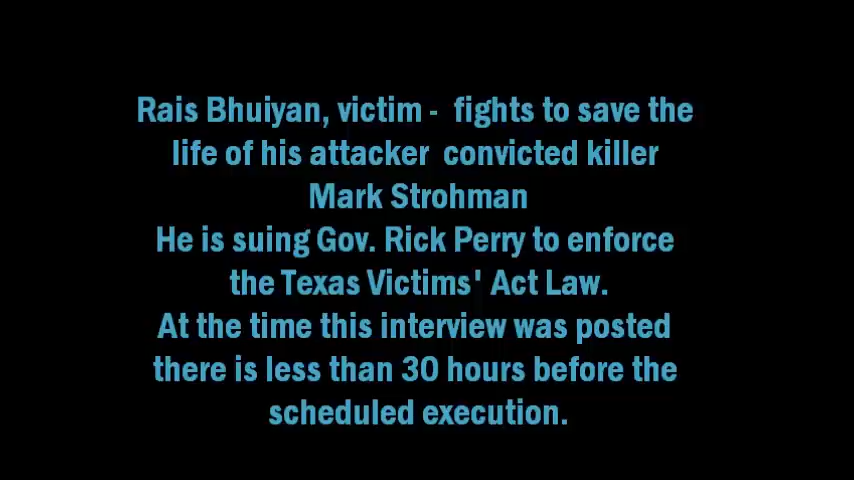 Rais Bhuiyan, victim - fights to save the
life of his attacker convicted killer
Mark Strohman
He is suing Gov. Rick Perry to enforce
the Texas Victims' Act Law.
At the time this interview was posted
there is less than 30 hours before the
scheduled execution.